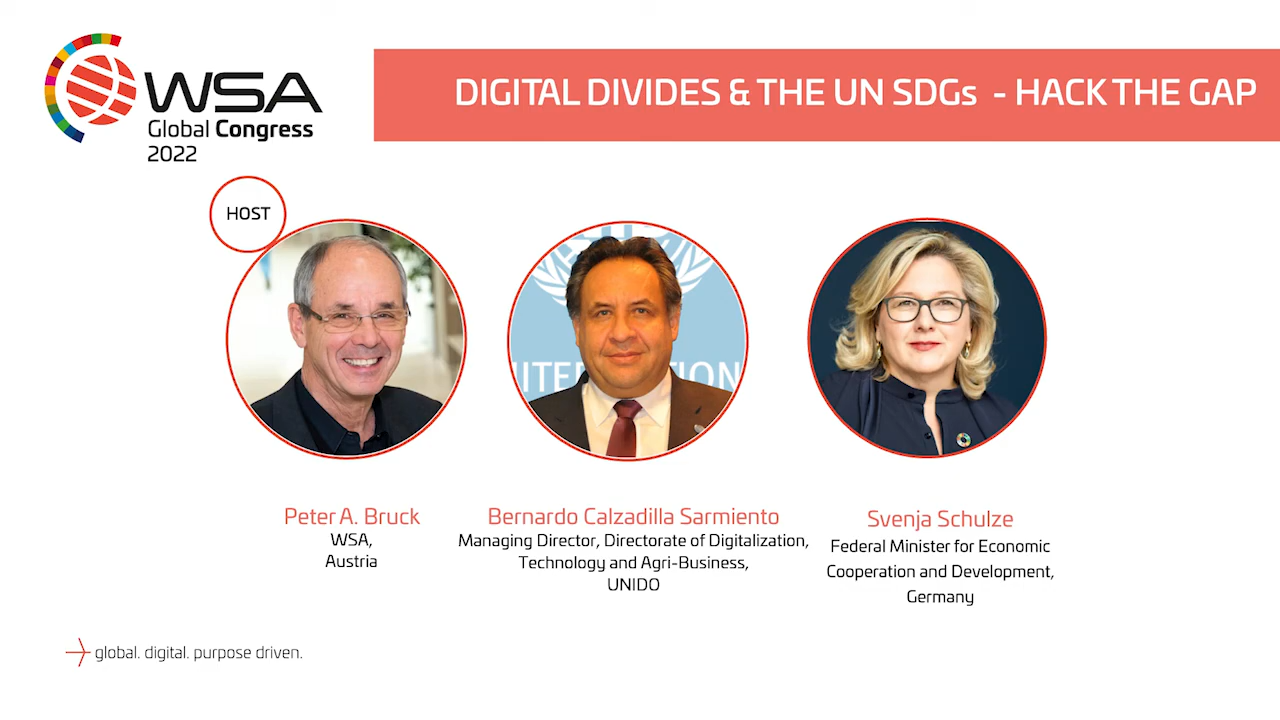 WSA
Global Congress
2022
DIGITAL DIVIDES & THE UN SDGs - HACK THE GAP
HOST
UNITED NATIONS
Peter A. Bruck
WSA,
Austria
Bernardo Calzadilla Sarmiento
Managing Director, Directorate of Digitalization,
Technology and Agri-Business,
UNIDO
Svenja Schulze
Federal Minister for Economic
Cooperation and Development,
Germany
global. digital. purpose driven.